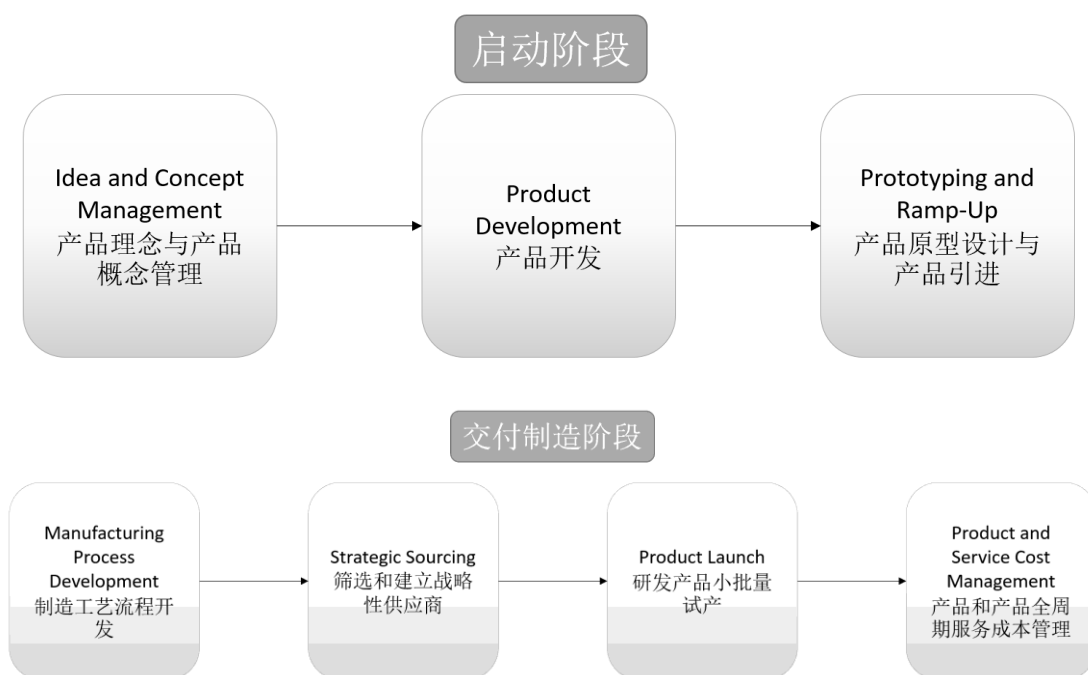 启动阶段
Idea and Concept
Management
产品理念与产品
概念管理
Product
Development
产品开发
Prototyping and
Ramp-Up
产品原型设计与
产品引进
交付制造阶段
Manufacturing
Process
Development
制造工艺流程开
发
Strategic Sourcing
筛选和建立战略
性供应商
Product Launch
研发产品小批量
试产
Product and
Service Cost
Management
产品和产品全周
期服务成本管理